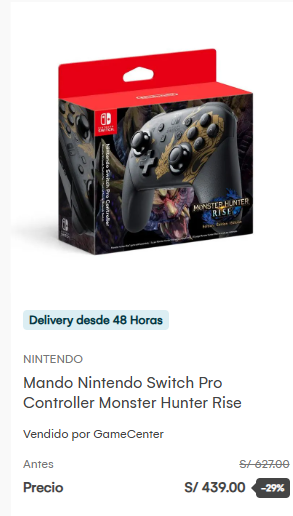 NINTENDO
SWITCH
Nintendo Switch Pro Controller
MONSTER HUNTER
RISE
Delivery desde 48 Horas
NINTENDO
Mando Nintendo Switch Pro
Controller Monster Hunter Rise
Vendido por GameCenter
Antes S/ 627.00
Precio S/ 439.00 -29%